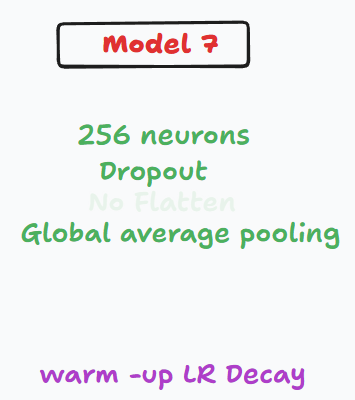 Model 7
256 neurons
Dropout
No Flatten
Global average pooling
warm -up LR Decay